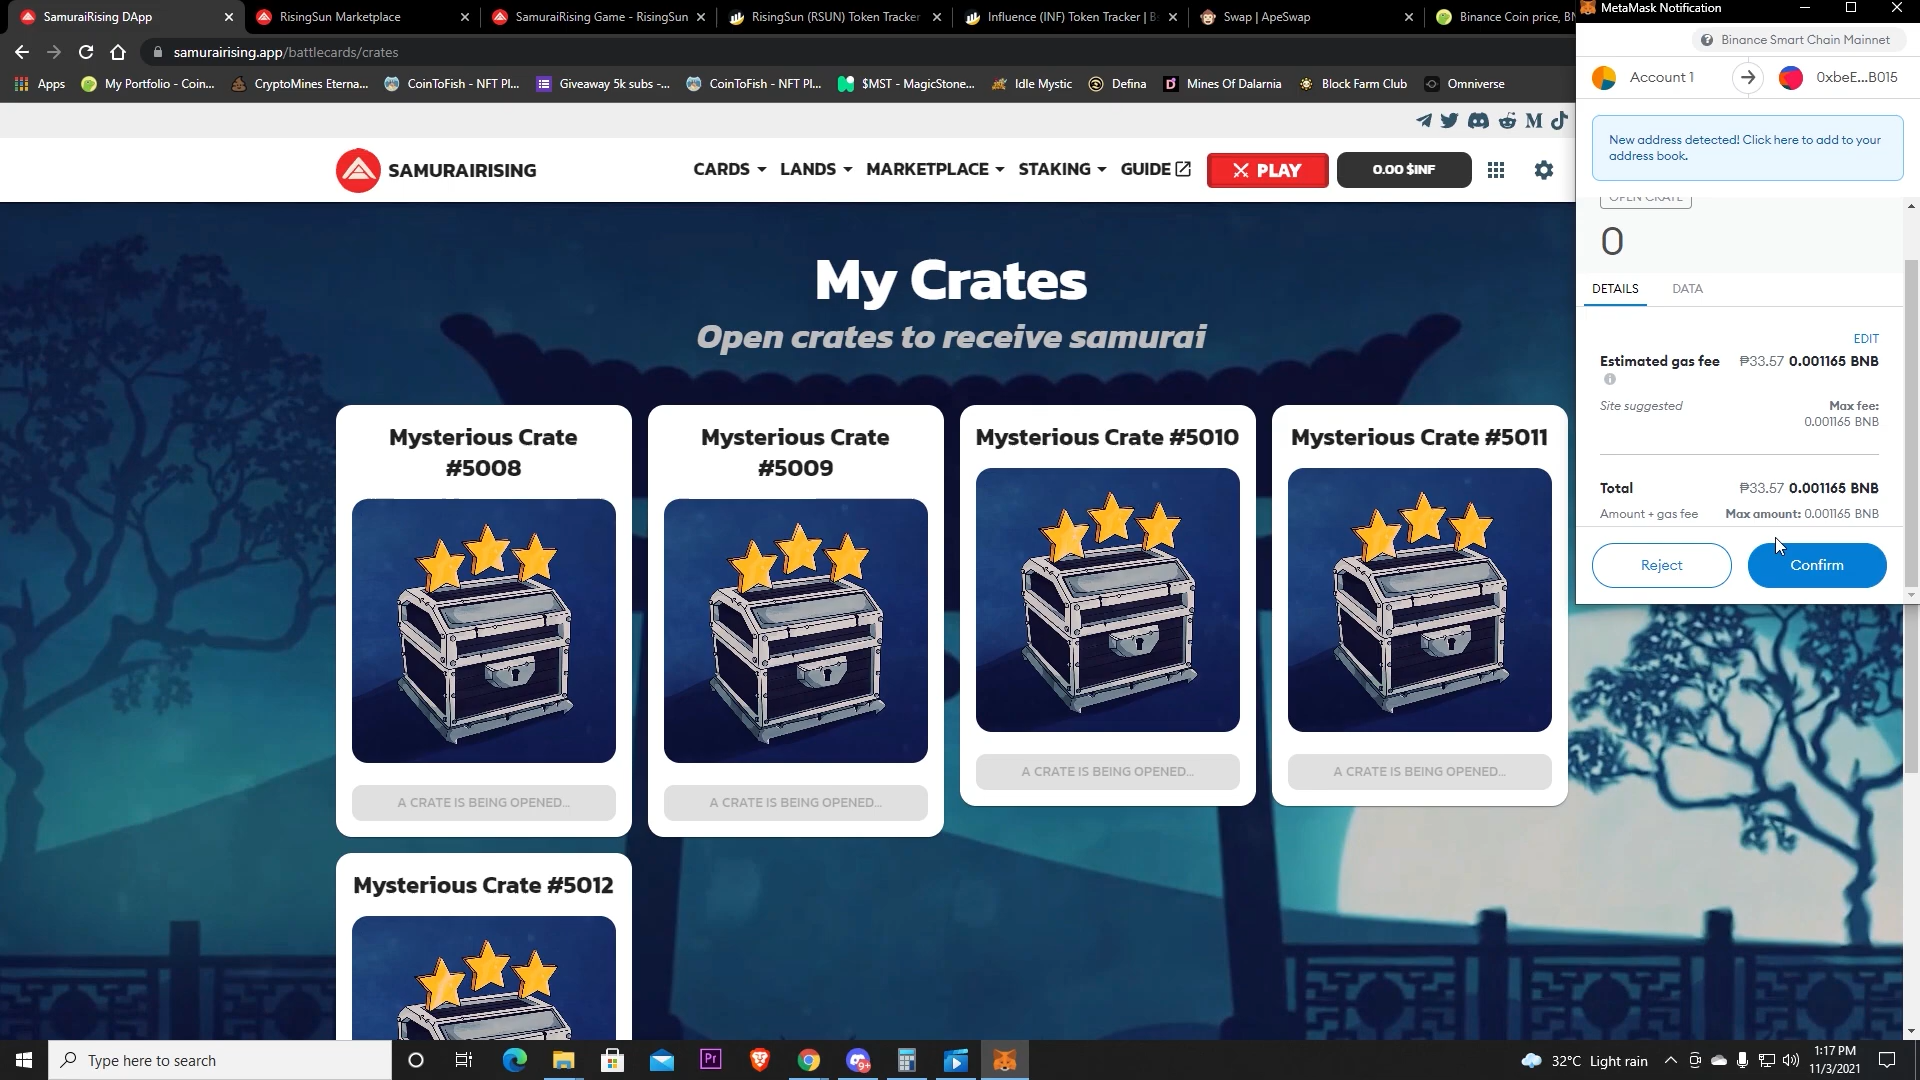 SamuraiRising DApp
RisingSun Marketplace
SamuraiRising Game - RisingSun
RisingSun (RSUN) Token Tracker
Influence (INF) Token Tracker | B
Swap | ApeSwap
Binance Coin price, BN
MetaMask Notification
samurairising.app/battlecards/crates
Binance Smart Chain Mainnet
Apps
My Portfolio - Coin...
CryptoMines Eterna...
CoinToFish - NFT Pl...
Giveaway 5k subs -...
CoinToFish - NFT Pl...
$MST - MagicStone...
Idle Mystic
Defina
Mines Of Dalarnia
Block Farm Club
Omniverse
Account 1
0xbeE...B015
New address detected! Click here to add to your
address book.
SAMURAIRISING
CARDS
LANDS
MARKETPLACE
STAKING
GUIDE
PLAY
0.00 $INF
OPEN CRATE
0
DETAILS
DATA
My Crates
Open crates to receive samurai
EDIT
Estimated gas fee
₱33.57 0.001165 BNB
Site suggested
Max fee:
0.001165 BNB
Total
₱33.57 0.001165 BNB
Amount + gas fee
Max amount: 0.001165 BNB
Reject
Confirm
Mysterious Crate
#5008
A CRATE IS BEING OPENED...
Mysterious Crate
#5009
A CRATE IS BEING OPENED...
Mysterious Crate #5010
A CRATE IS BEING OPENED...
Mysterious Crate #5011
A CRATE IS BEING OPENED...
Mysterious Crate #5012
Type here to search
Pr
9+
32°C Light rain
1:17 PM
11/3/2021